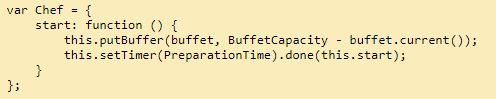 var Chef = {
    start: function () {
        this.putBuffer(buffet, BuffetCapacity - buffet.current());
        this.setTimer(PreparationTime).done(this.start);
    }
};